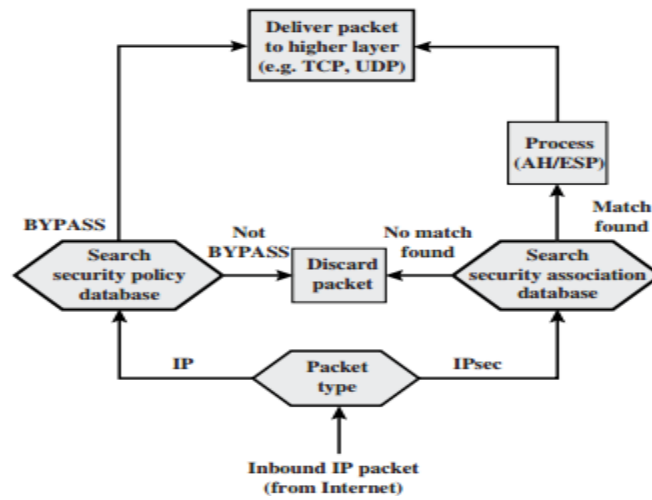 Deliver packet
to higher layer
(e.g. TCP, UDP)
Process
(AH/ESP)
BYPASS
Not
BYPASS
No match
found
Match
found
Search
security policy
database
Discard
packet
Search
security association
database
IP
Packet
type
IPsec
Inbound IP packet
(from Internet)